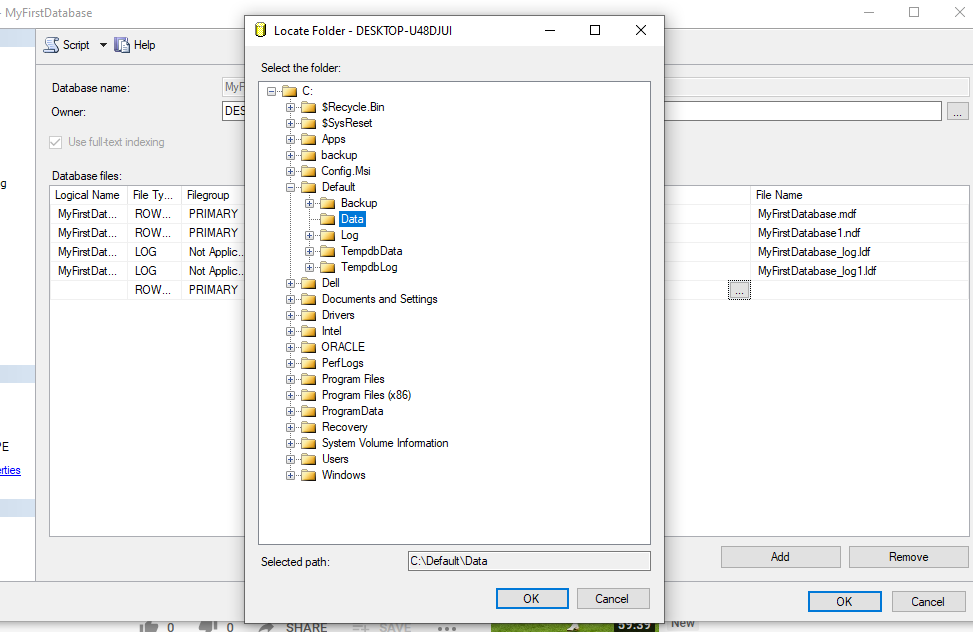 - MyFirstDatabase
Locate Folder - DESKTOP-U48DJUI
Script Help
Select the folder:
Database name: MyF
Owner: DES ...
Use full-text indexing
Database files:
Logical Name File Ty... Filegroup File Name
MyFirstDat... ROW... PRIMARY MyFirstDatabase.mdf
MyFirstDat... ROW... PRIMARY MyFirstDatabase1.ndf
MyFirstDat... LOG Not Applic... MyFirstDatabase_log.ldf
MyFirstDat... LOG Not Applic... MyFirstDatabase_log1.ldf
ROW... PRIMARY ...
C:
$Recycle.Bin
$SysReset
Apps
backup
Config.Msi
Default
Backup
Data
Log
TempdbData
TempdbLog
Dell
Documents and Settings
Drivers
Intel
ORACLE
PerfLogs
Program Files
Program Files (x86)
ProgramData
Recovery
System Volume Information
Users
Windows
Selected path: C:\Default\Data
OK Cancel
g
PE
erties
Add Remove
OK Cancel
0 0 SHARE SAVE 59:39 New